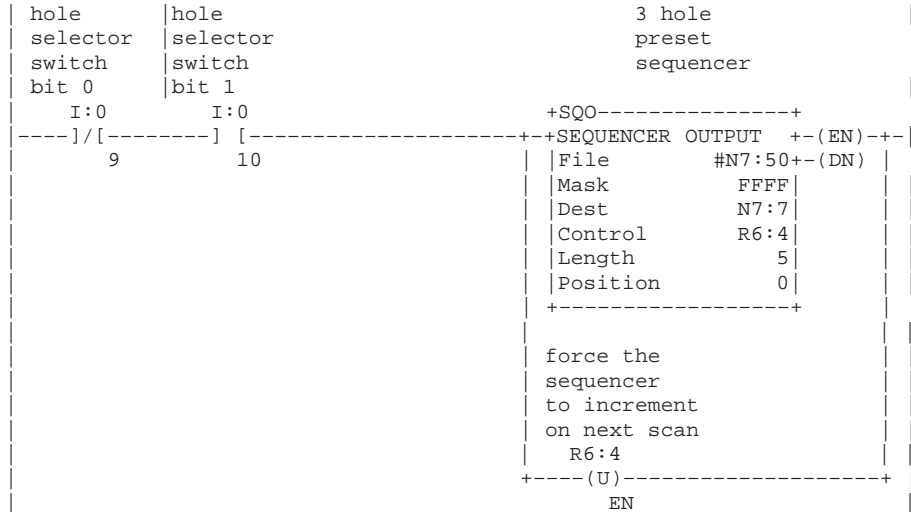 | hole |hole 3 hole |
| selector |selector preset |
| switch |switch sequencer |
| bit 0 |bit 1 |
| I:0 I:0 +SQO---------------+ |
|----]/[--------] [---------------------+-+SEQUENCER OUTPUT +-(EN)-+-|
| 9 10 | |File #N7:50+-(DN) | |
| | |Mask FFFF| | |
| | |Dest N7:7| | |
| | |Control R6:4| | |
| | |Length 5| | |
| | |Position 0| | |
| | +------------------+ | |
| | | |
| | force the | |
| | sequencer | |
| | to increment | |
| | on next scan | |
| | R6:4 | |
| +----(U)--------------------+ |
| EN |